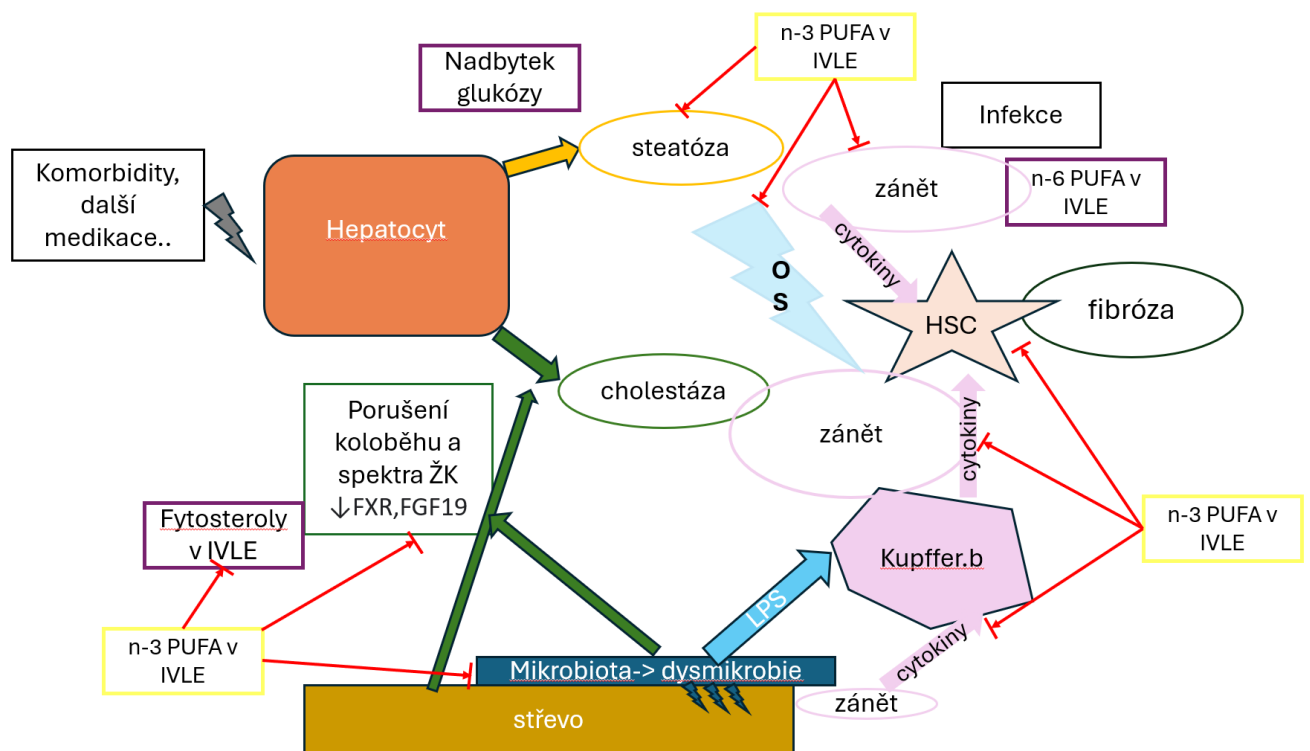 n-3 PUFA v
IVLE
Nadbytek
glukózy
Infekce
steatóza
Komorbidity,
další
medikace..
zánět
n-6 PUFA v
IVLE
Hepatocyt
cytokiny
O
S
HSC
fibróza
cholestáza
Porušení
koloběhu a
spektra ŽK
↓FXR,FGF19
zánět
cytokiny
Fytosteroly
v IVLE
n-3 PUFA v
IVLE
Kupffer.b
LPS
n-3 PUFA v
IVLE
cytokiny
Mikrobiota-> dysmikrobie
zánět
střevo